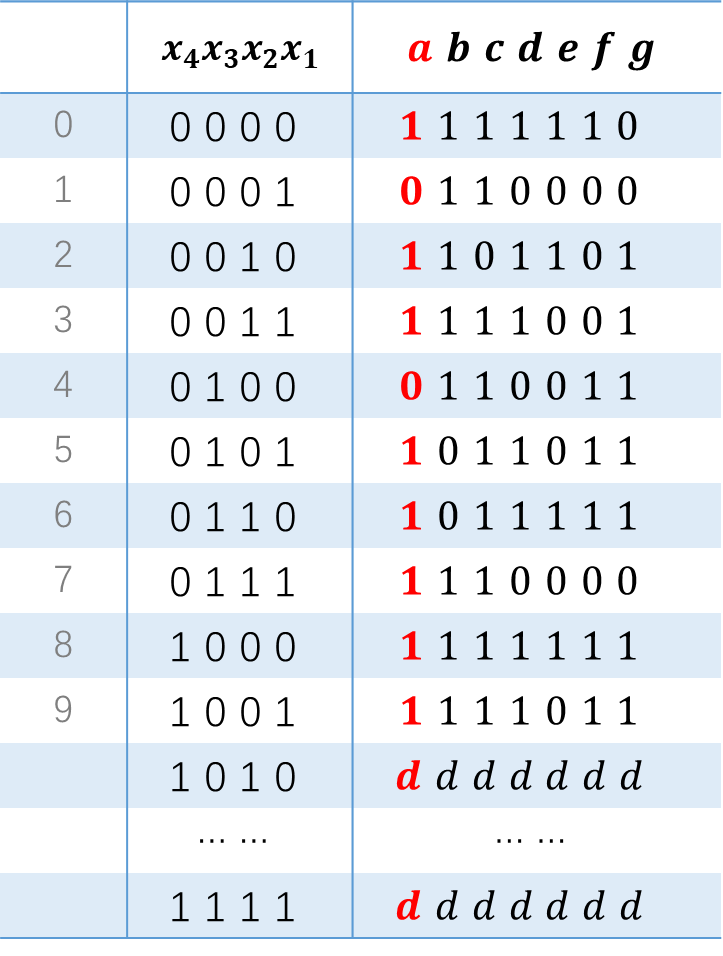 x₄x₃x₂x₁ a b c d e f g
0 0 0 0 0 1 1 1 1 1 1 0
1 0 0 0 1 0 1 1 0 0 0 0
2 0 0 1 0 1 1 0 1 1 0 1
3 0 0 1 1 1 1 1 1 0 0 1
4 0 1 0 0 0 1 1 0 0 1 1
5 0 1 0 1 1 0 1 1 0 1 1
6 0 1 1 0 1 0 1 1 1 1 1
7 0 1 1 1 1 1 1 0 0 0 0
8 1 0 0 0 1 1 1 1 1 1 1
9 1 0 0 1 1 1 1 1 0 1 1
1 0 1 0 d d d d d d d
... ... ... ...
1 1 1 1 d d d d d d d